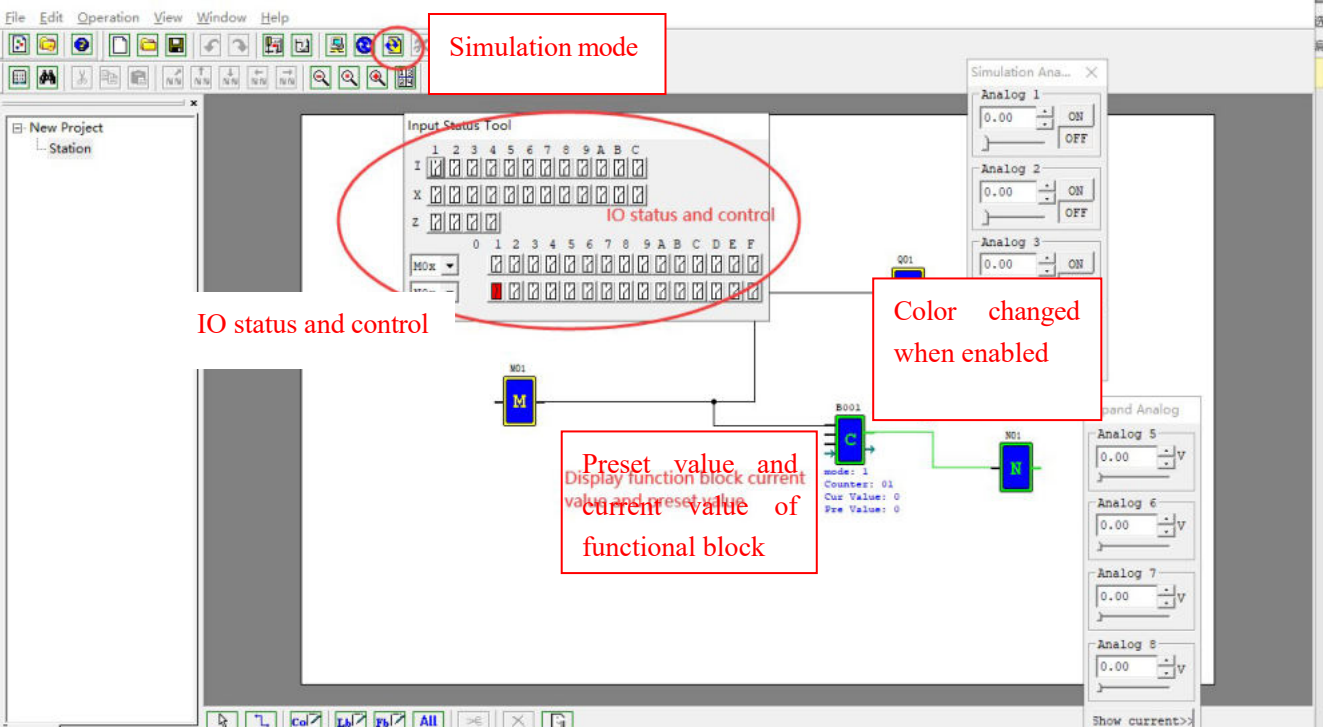 File Edit Operation View Window Help
Simulation mode
New Project
Station
Input Status Tool
1 2 3 4 5 6 7 8 9 A B C
I
X
Z
IO status and control
0 1 2 3 4 5 6 7 8 9 A B C D E F
M0x
IO status and control
Simulation Ana...
Analog 1
0.00
ON
OFF
Analog 2
0.00
ON
OFF
Analog 3
0.00
ON
Q01
Color changed
when enabled
M01
M
B001
C
mode: 1
Counter: 01
Cur Value: 0
Pre Value: 0
N01
N
Display function block current
value and preset value
Preset value and
current value of
functional block
pand Analog
Analog 5
0.00 V
Analog 6
0.00 V
Analog 7
0.00 V
Analog 8
0.00 V
Show current>>
Co Lb Fb All